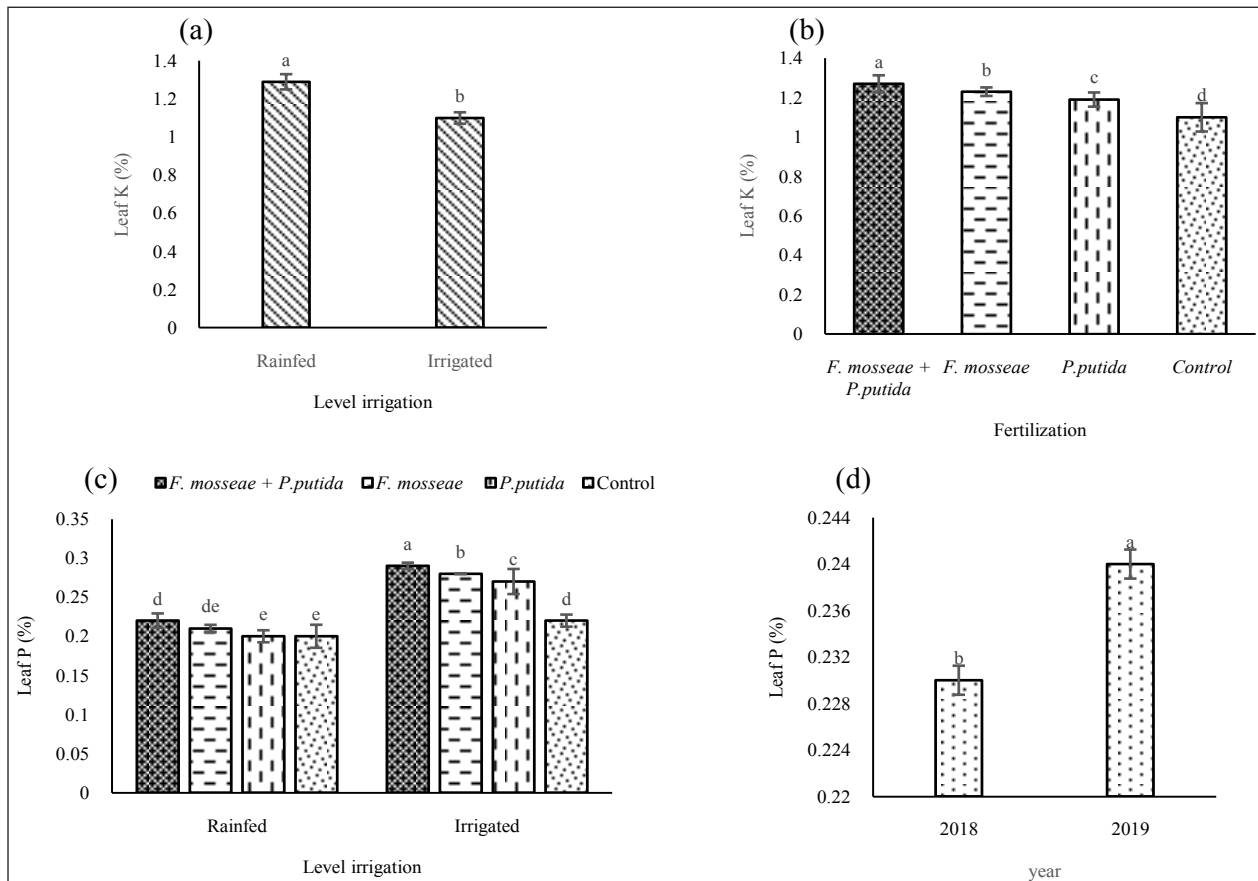 (a)
a
b
1.4
1.2
1
0.8
0.6
0.4
0.2
0
Leaf K (%)
Rainfed Irrigated
Level irrigation
(b)
a
b
c
d
1.4
1.2
1
0.8
0.6
0.4
0.2
0
Leaf K (%)
F. mosseae + F. mosseae P.putida Control
P.putida
Fertilization
(c)
F. mosseae + P.putida F. mosseae P.putida Control
0.35
0.3
0.25
0.2
0.15
0.1
0.05
0
Leaf P (%)
d de e e a b c d
Rainfed Irrigated
Level irrigation
(d)
0.244
0.24
0.236
0.232
0.228
0.224
0.22
Leaf P (%)
b
a
2018 2019
year